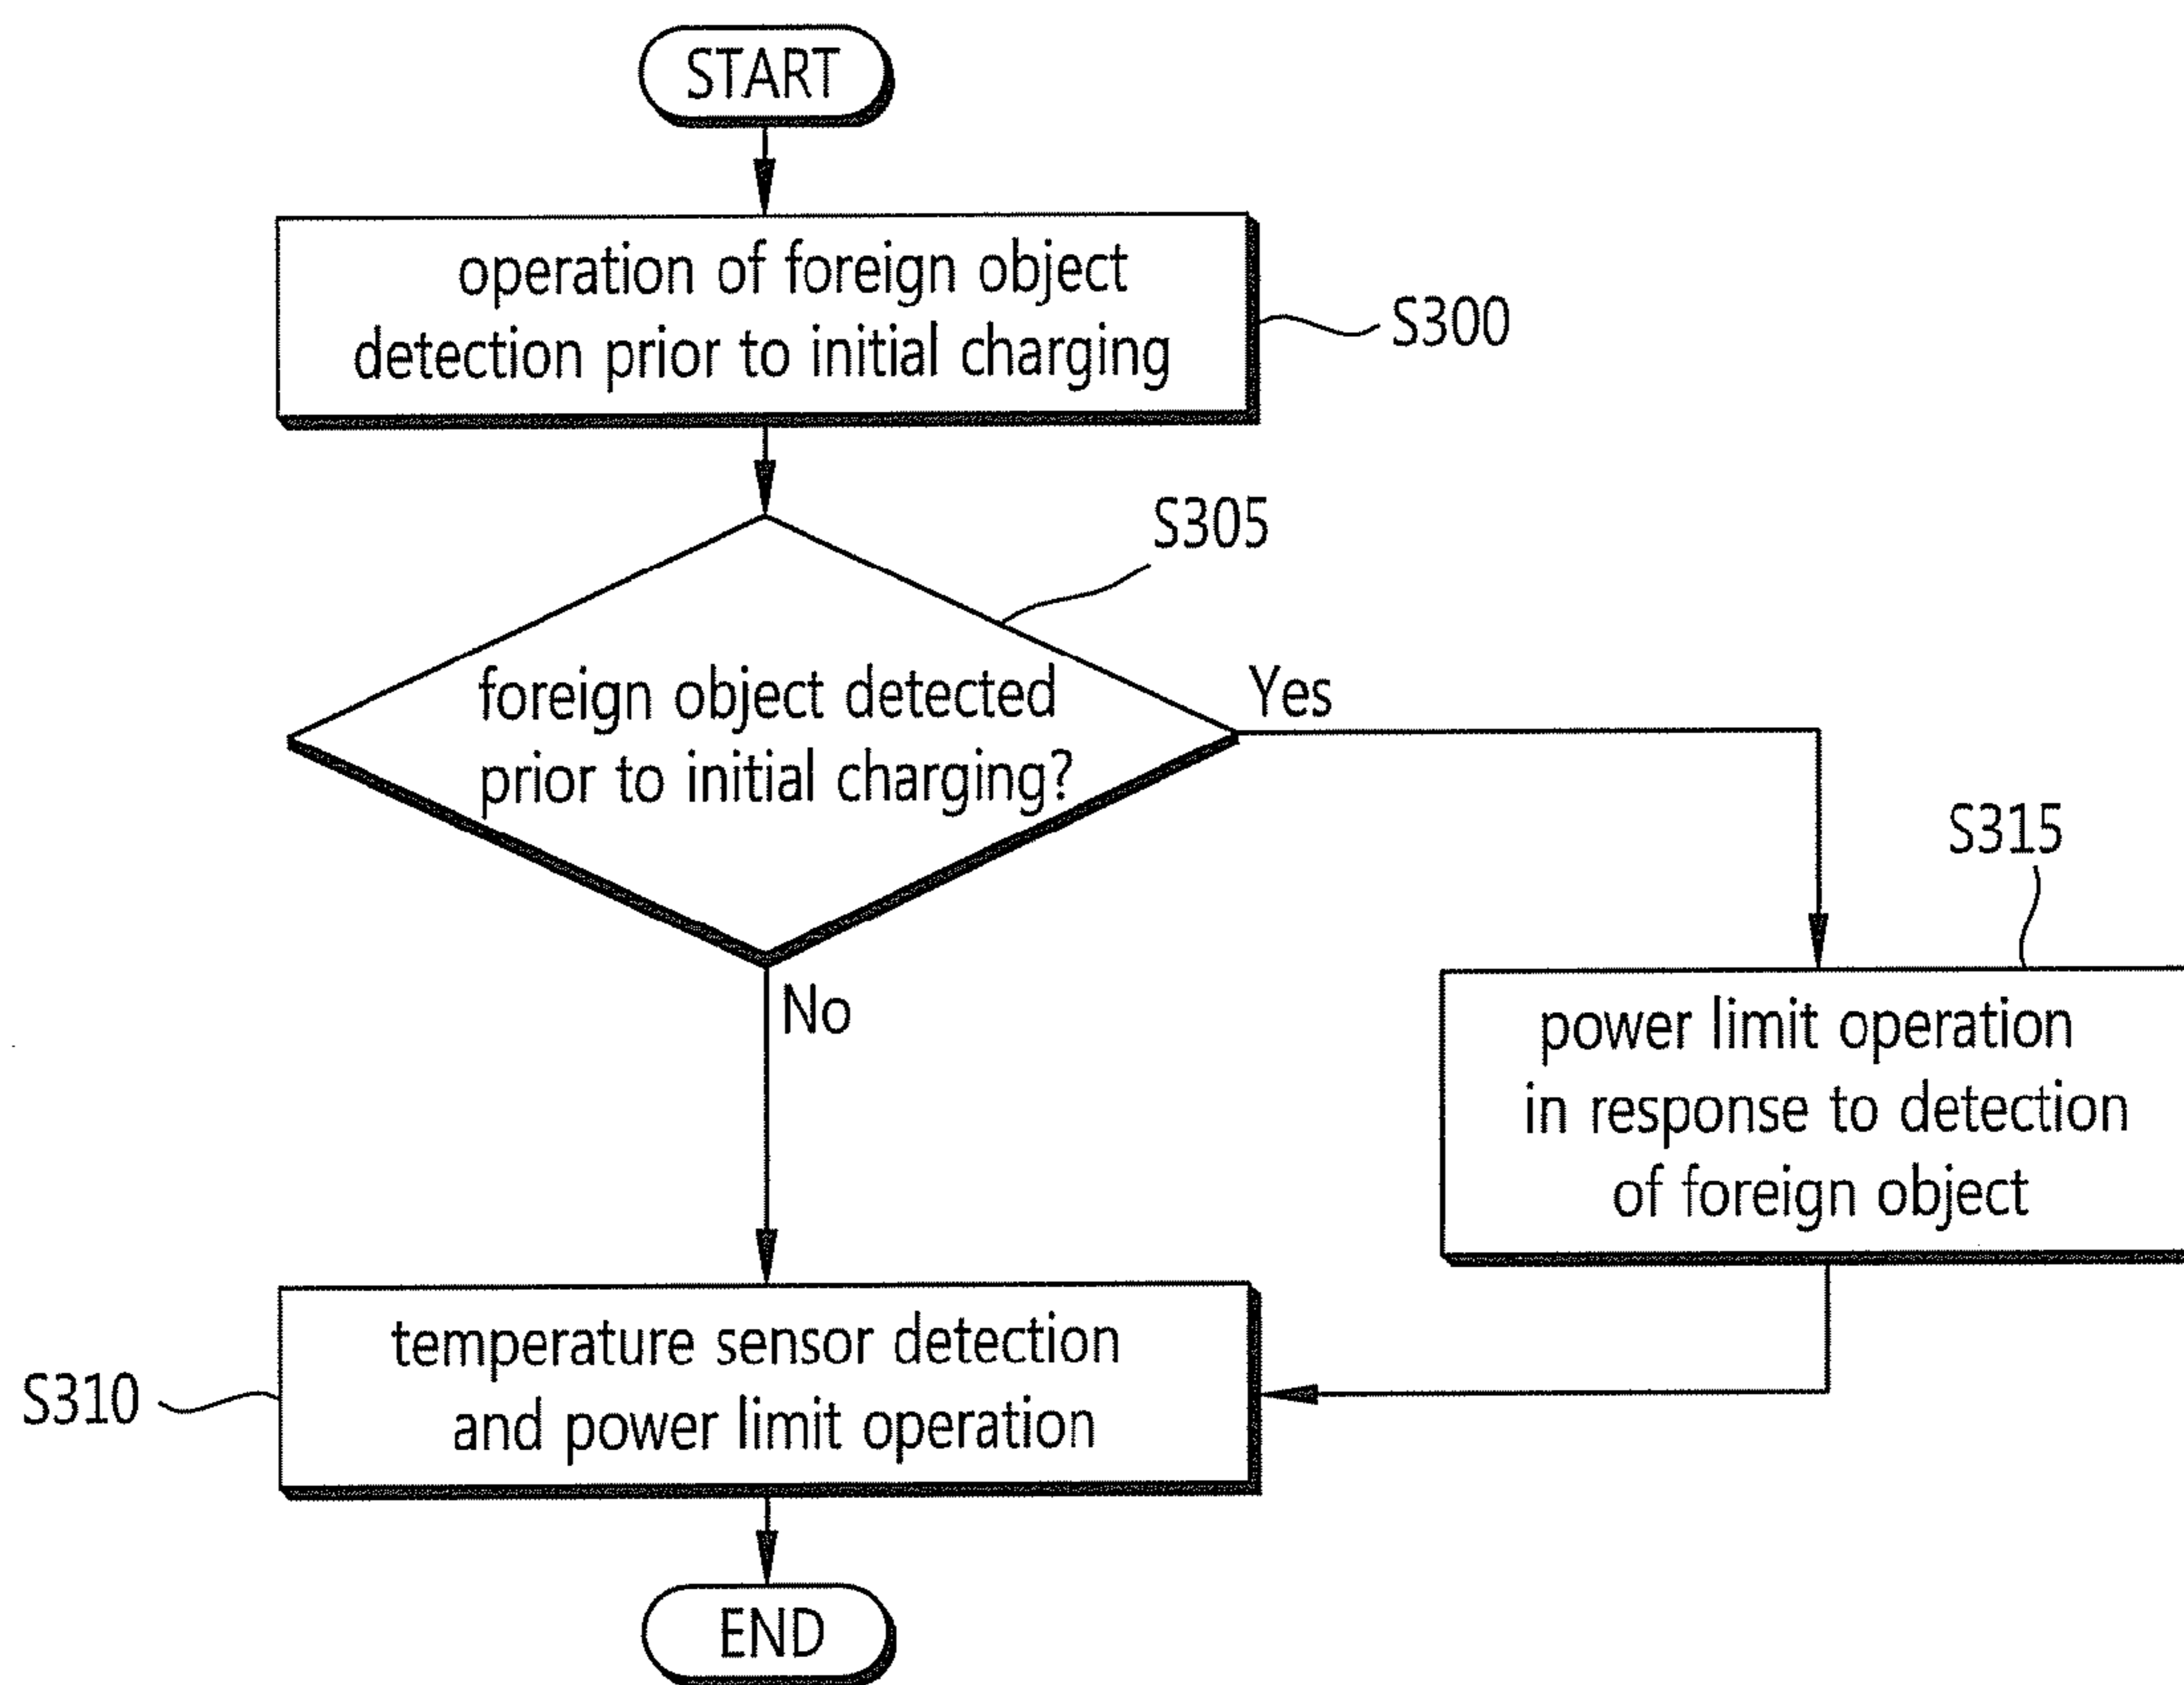 START
operation of foreign object
detection prior to initial charging
S300
S305
foreign object detected
prior to initial charging?
Yes
No
S315
power limit operation
in response to detection
of foreign object
S310
temperature sensor detection
and power limit operation
END